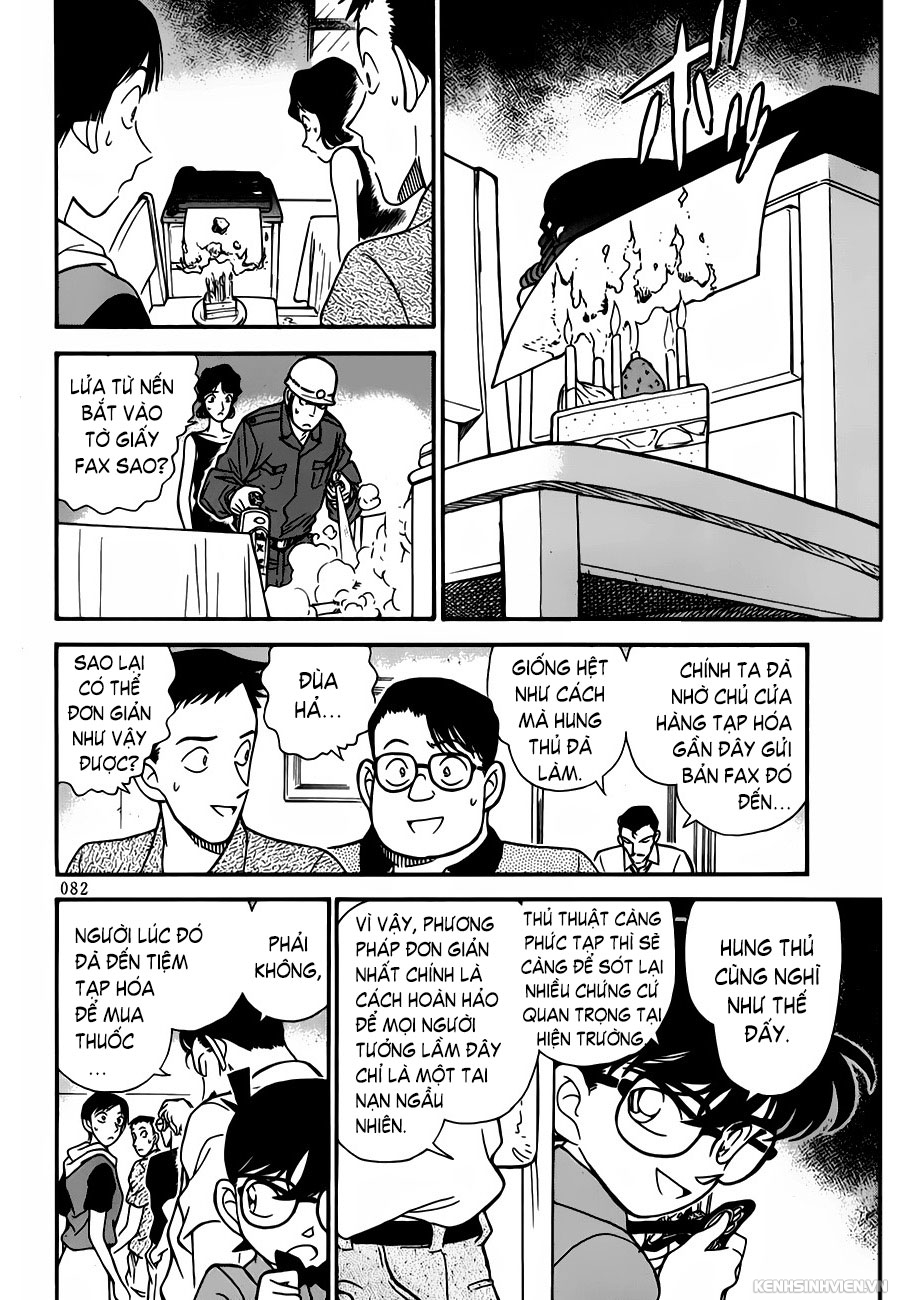 LỬA TỪ NẾN
BẮT VÀO
TỜ GIẤY
FAX SAO?
CHÍNH TA ĐÃ
NHỜ CHỦ CỬA
HÀNG TẠP HÓA
GẦN ĐÂY GỬI
BẢN FAX ĐÓ
ĐẾN...
GIỐNG HỆT
NHƯ CÁCH
MÀ HUNG
THỦ ĐÃ
LÀM.
ĐÙA
HẢ...
SAO LẠI
CÓ THỂ
ĐƠN GIẢN
NHƯ VẬY
ĐƯỢC?
082
HUNG THỦ
CŨNG NGHĨ
NHƯ THẾ
ĐẤY.
THỦ THUẬT CÀNG
PHỨC TẠP THÌ SẼ
CÀNG ĐỂ SÓT LẠI
NHIỀU CHỨNG CỨ
QUAN TRỌNG TẠI
HIỆN TRƯỜNG.
VÌ VẬY, PHƯƠNG
PHÁP ĐƠN GIẢN
NHẤT CHÍNH LÀ
CÁCH HOÀN HẢO
ĐỂ MỌI NGƯỜI
TƯỞNG LẦM ĐÂY
CHỈ LÀ MỘT TAI
NẠN NGẪU
NHIÊN.
PHẢI
KHÔNG,
NGƯỜI LÚC ĐÓ
ĐÃ ĐẾN TIỆM
TẠP HÓA
ĐỂ MUA
THUỐC
...
KENHSINHVIEN.VN